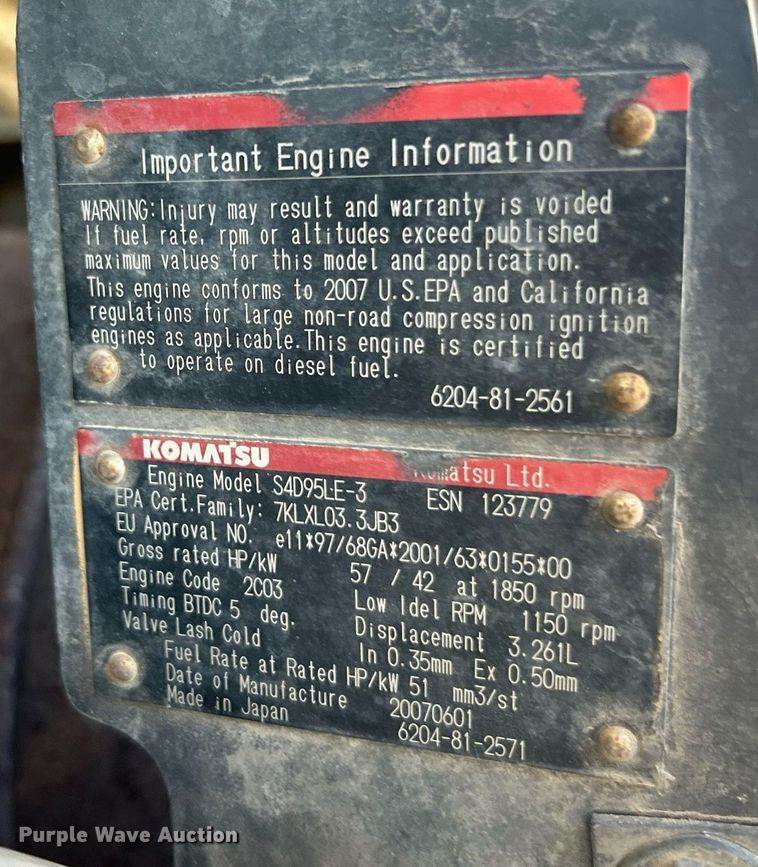 Important Engine Information
WARNING:Injury may result and warranty is voided
If fuel rate, rpm or altitudes exceed published
maximum values for this model and application.
This engine conforms to 2007 U.S.EPA and California
regulations for large non-road compression ignition
engines as applicable.This engine is certified
to operate on diesel fuel.
6204-81-2561
KOMATSU
Komatsu Ltd.
Engine Model S4D95LE-3 ESN 123779
EPA Cert.Family: 7KLXL03.3JB3
EU Approval NO. e11*97/68GA*2001/63*0155*00
Gross rated HP/kW 57 / 42 at 1850 rpm
Engine Code 2C03 Low Idel RPM 1150 rpm
Timing BTDC 5 deg. Displacement 3.261L
Valve Lash Cold In 0.35mm Ex 0.50mm
Fuel Rate at Rated HP/kW 51 mm3/st
Date of Manufacture 20070601
Made in Japan 6204-81-2571
Purple Wave Auction